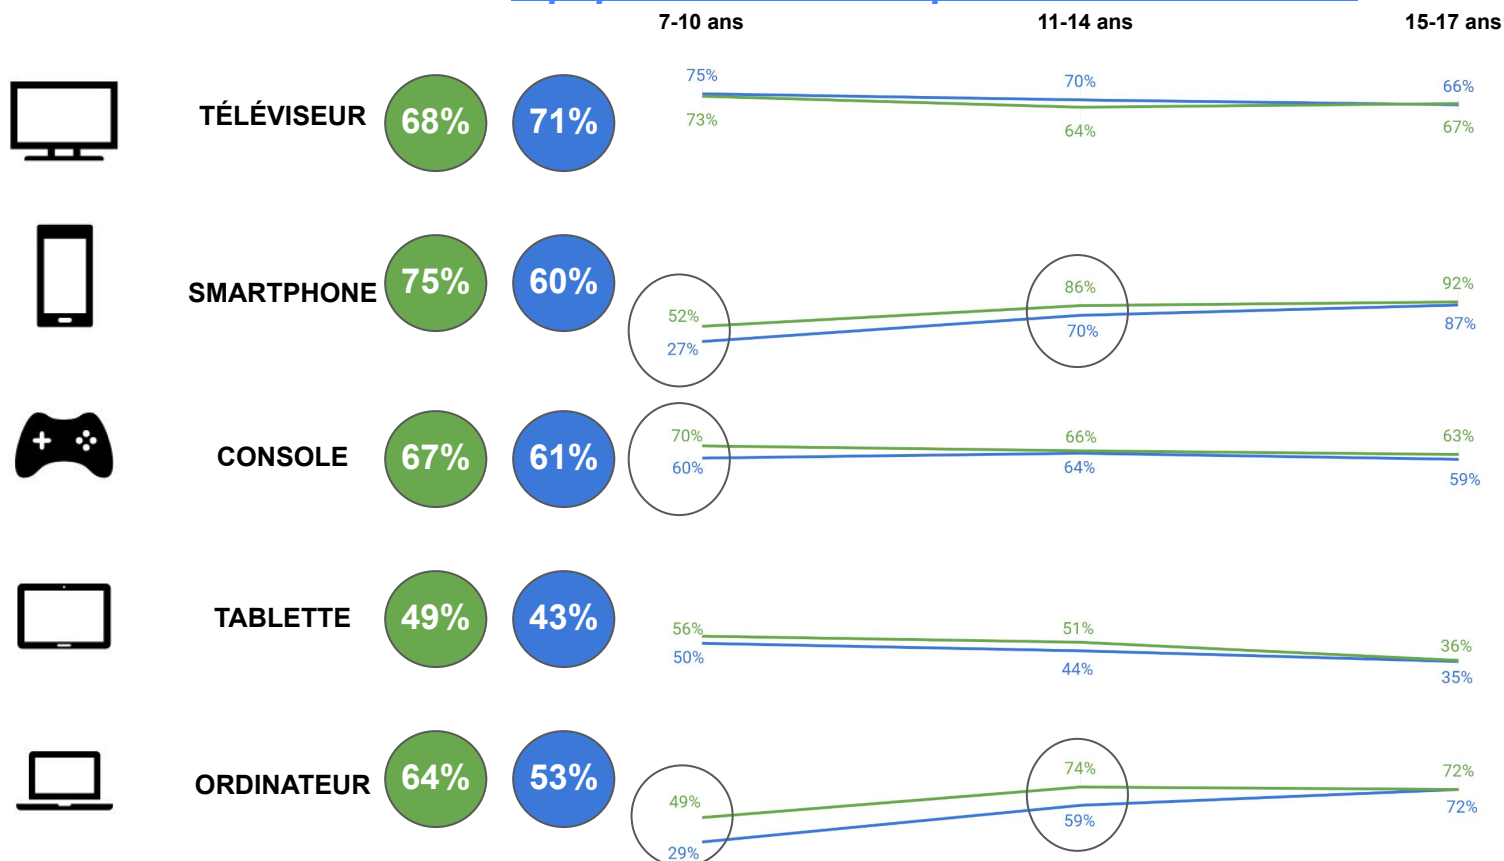 7-10 ans 11-14 ans 15-17 ans
TÉLÉVISEUR 68% 71%
75% 70% 66%
73% 64% 67%
SMARTPHONE 75% 60%
52% 86% 92%
27% 70% 87%
CONSOLE 67% 61%
70% 66% 63%
60% 64% 59%
TABLETTE 49% 43%
56% 51% 36%
50% 44% 35%
ORDINATEUR 64% 53%
49% 74% 72%
29% 59% 72%